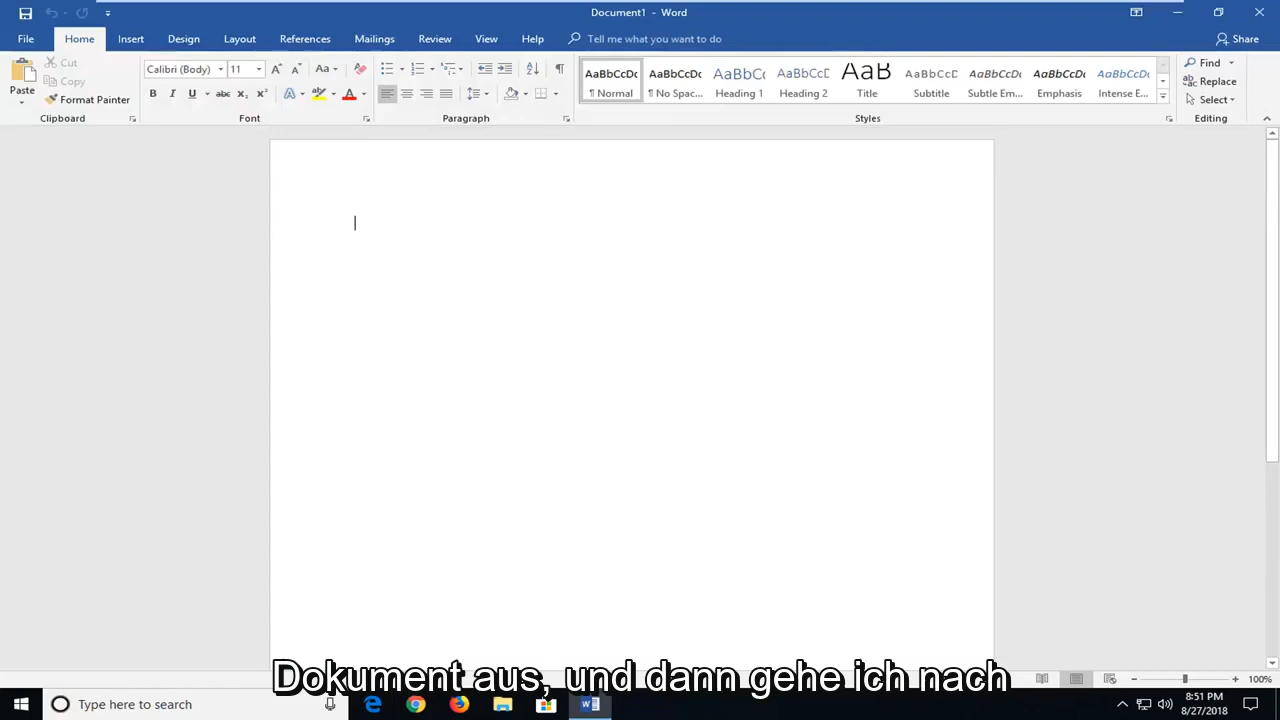 Document1 - Word
File Home Insert Design Layout References Mailings Review View Help Tell me what you want to do Share
Paste Cut Copy Format Painter
Calibri (Body) 11
Clipboard Font Paragraph Styles Editing
AaBbCcDc AaBbCcDc AaBbCc AaBbCcD AaB AaBbCcD AaBbCcDc AaBbCcDc AaBbCcDc
¶ Normal ¶ No Spac... Heading 1 Heading 2 Title Subtitle Subtle Em... Emphasis Intense E...
Find
Replace
Select
Dokument aus, und dann gehe ich nach
100%
Type here to search
8:51 PM
8/27/2018